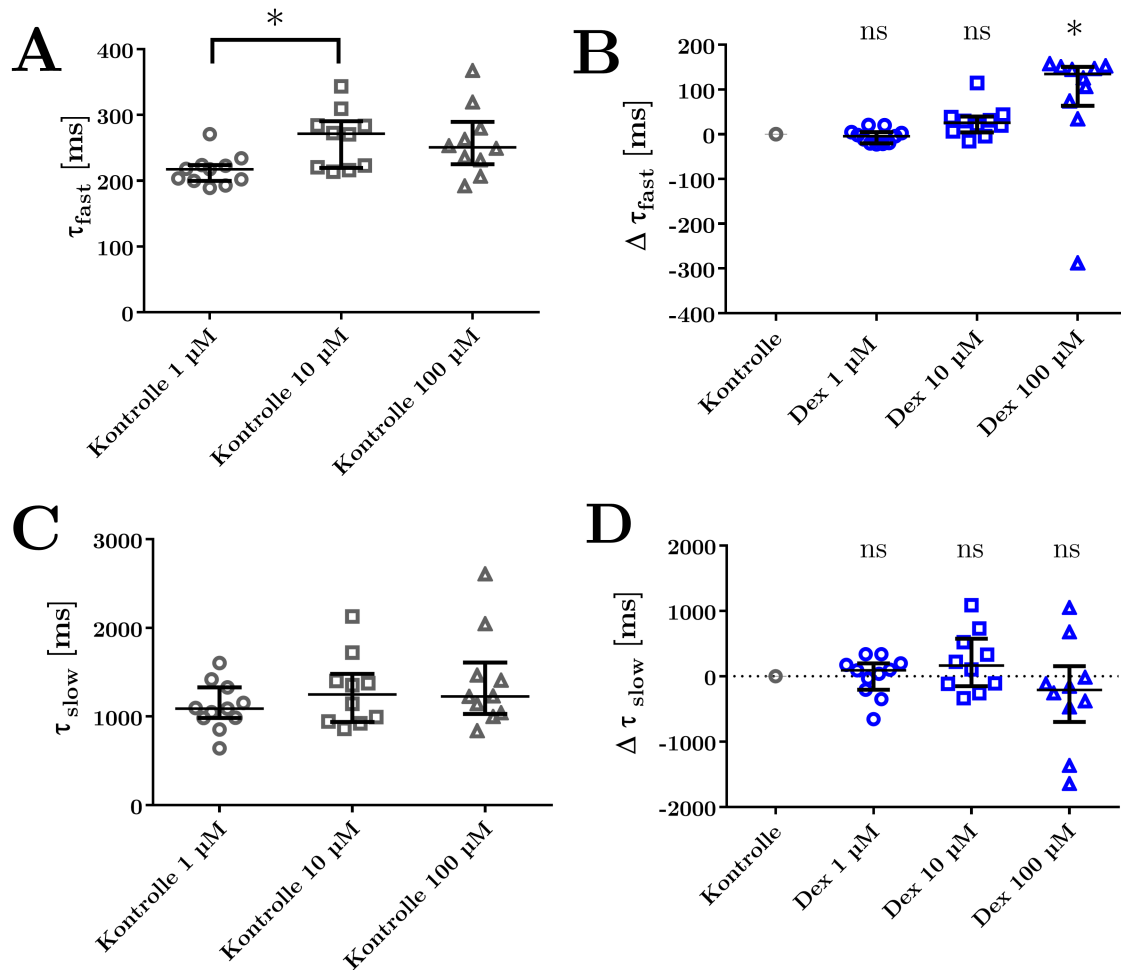 A
*
τfast [ms]
400
300
200
100
0
Kontrolle 1 µM
Kontrolle 10 µM
Kontrolle 100 µM
B
ns
ns
*
Δ τfast [ms]
200
100
0
-100
-200
-300
-400
Kontrolle
Dex 1 µM
Dex 10 µM
Dex 100 µM
C
τ slow [ms]
3000
2000
1000
0
Kontrolle 1 µM
Kontrolle 10 µM
Kontrolle 100 µM
D
ns
ns
ns
Δ τ slow [ms]
2000
1000
0
-1000
-2000
Kontrolle
Dex 1 µM
Dex 10 µM
Dex 100 µM